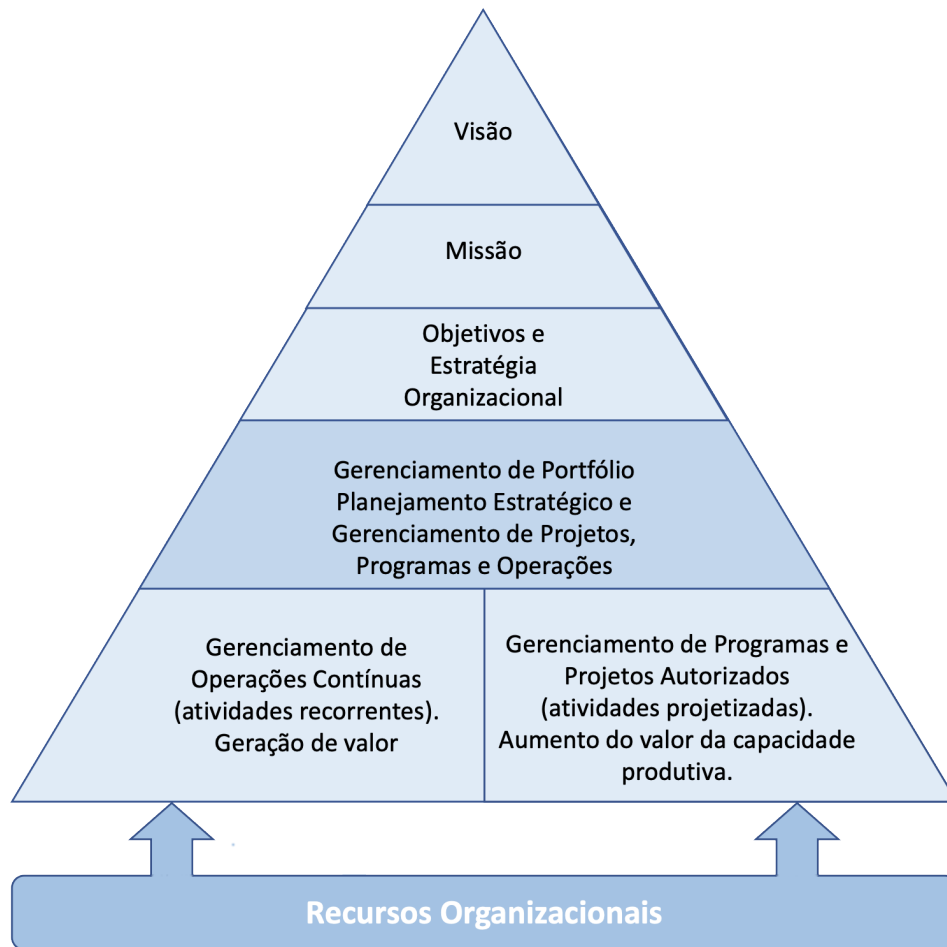 Visão
Missão
Objetivos e
Estratégia
Organizacional
Gerenciamento de Portfólio
Planejamento Estratégico e
Gerenciamento de Projetos,
Programas e Operações
Gerenciamento de
Operações Contínuas
(atividades recorrentes).
Geração de valor
Gerenciamento de Programas e
Projetos Autorizados
(atividades projetizadas).
Aumento do valor da capacidade
produtiva.
Recursos Organizacionais